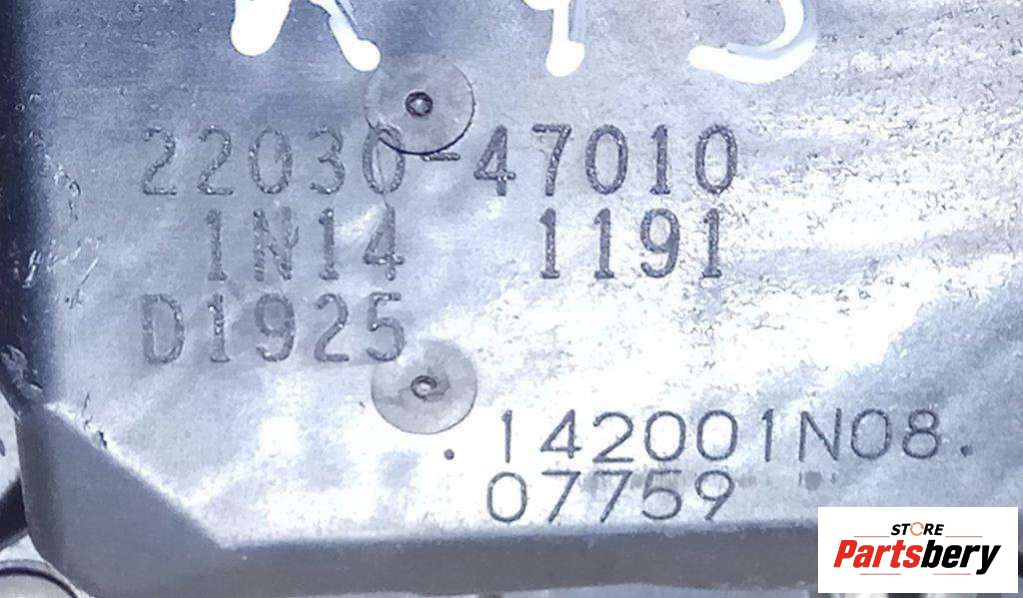 22030-47010
1N14 1191
D1925
.142001N08.
07759
STORE
Partsbery